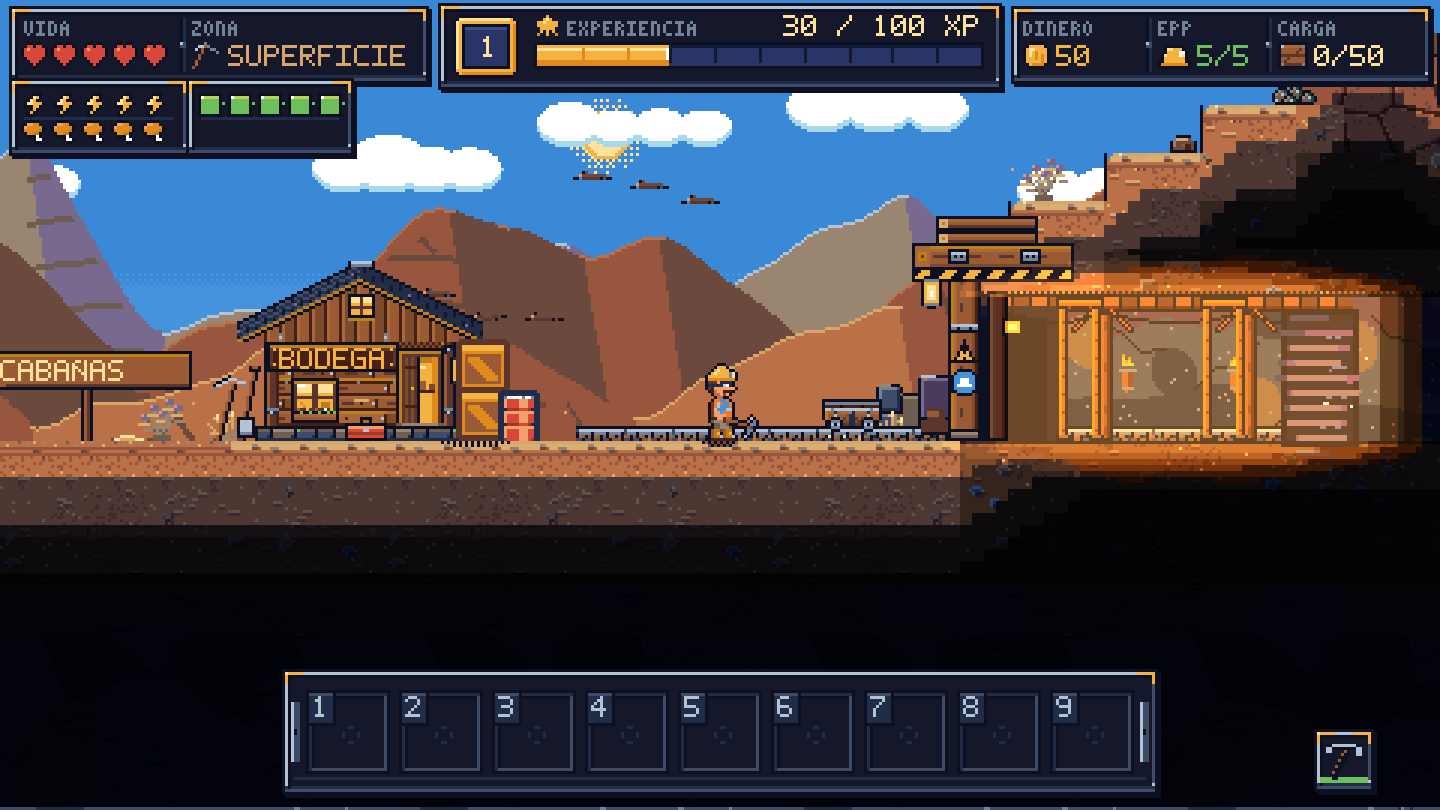 VIDA
ZONA
SUPERFICIE
1
EXPERIENCIA
30 / 100 XP
DINERO
50
EPP
5/5
CARGA
0/50
CABAÑAS
BODEGA
1
2
3
4
5
6
7
8
9